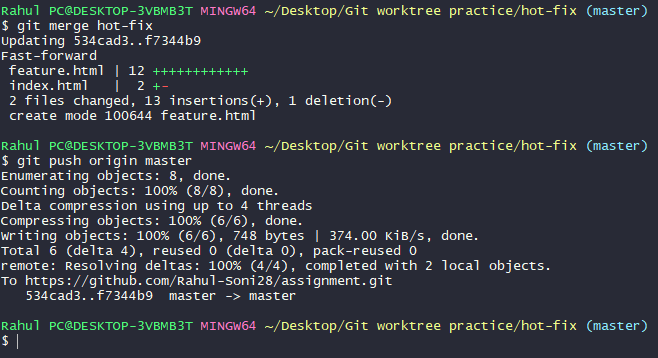 Rahul PC@DESKTOP-3VBMB3T MINGW64 ~/Desktop/Git worktree practice/hot-fix (master)
$ git merge hot-fix
Updating 534cad3..f7344b9
Fast-forward
 feature.html | 12 ++++++++++++
 index.html   |  2 +-
 2 files changed, 13 insertions(+), 1 deletion(-)
 create mode 100644 feature.html

Rahul PC@DESKTOP-3VBMB3T MINGW64 ~/Desktop/Git worktree practice/hot-fix (master)
$ git push origin master
Enumerating objects: 8, done.
Counting objects: 100% (8/8), done.
Delta compression using up to 4 threads
Compressing objects: 100% (6/6), done.
Writing objects: 100% (6/6), 748 bytes | 374.00 KiB/s, done.
Total 6 (delta 4), reused 0 (delta 0), pack-reused 0
remote: Resolving deltas: 100% (4/4), completed with 2 local objects.
To https://github.com/Rahul-Soni28/assignment.git
   534cad3..f7344b9  master -> master

Rahul PC@DESKTOP-3VBMB3T MINGW64 ~/Desktop/Git worktree practice/hot-fix (master)
$